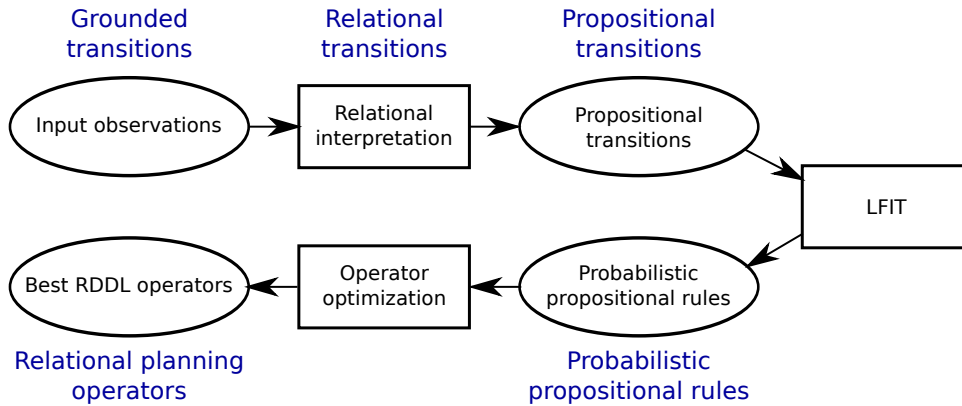 Grounded
transitions
Relational
transitions
Propositional
transitions
Input observations
Relational
interpretation
Propositional
transitions
LFIT
Best RDDL operators
Operator
optimization
Probabilistic
propositional rules
Relational planning
operators
Probabilistic
propositional rules